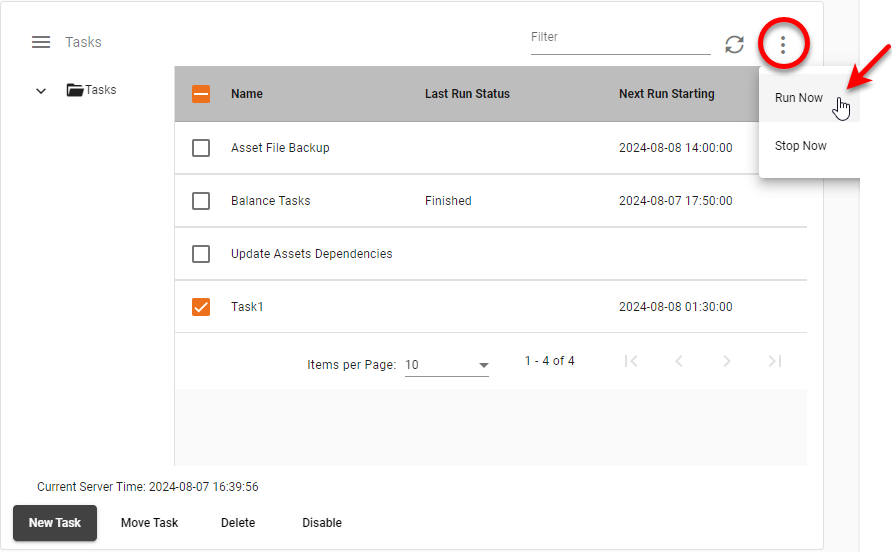 Tasks
Filter
Tasks
Name Last Run Status Next Run Starting
Run Now
Stop Now
Asset File Backup 2024-08-08 14:00:00
Balance Tasks Finished 2024-08-07 17:50:00
Update Assets Dependencies
Task1 2024-08-08 01:30:00
Items per Page: 10 1 - 4 of 4
Current Server Time: 2024-08-07 16:39:56
New Task Move Task Delete Disable